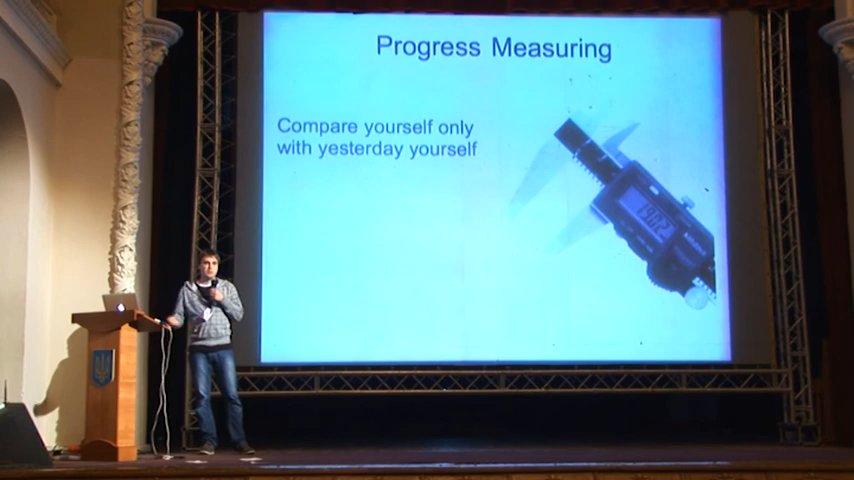 Progress Measuring
Compare yourself only
with yesterday yourself